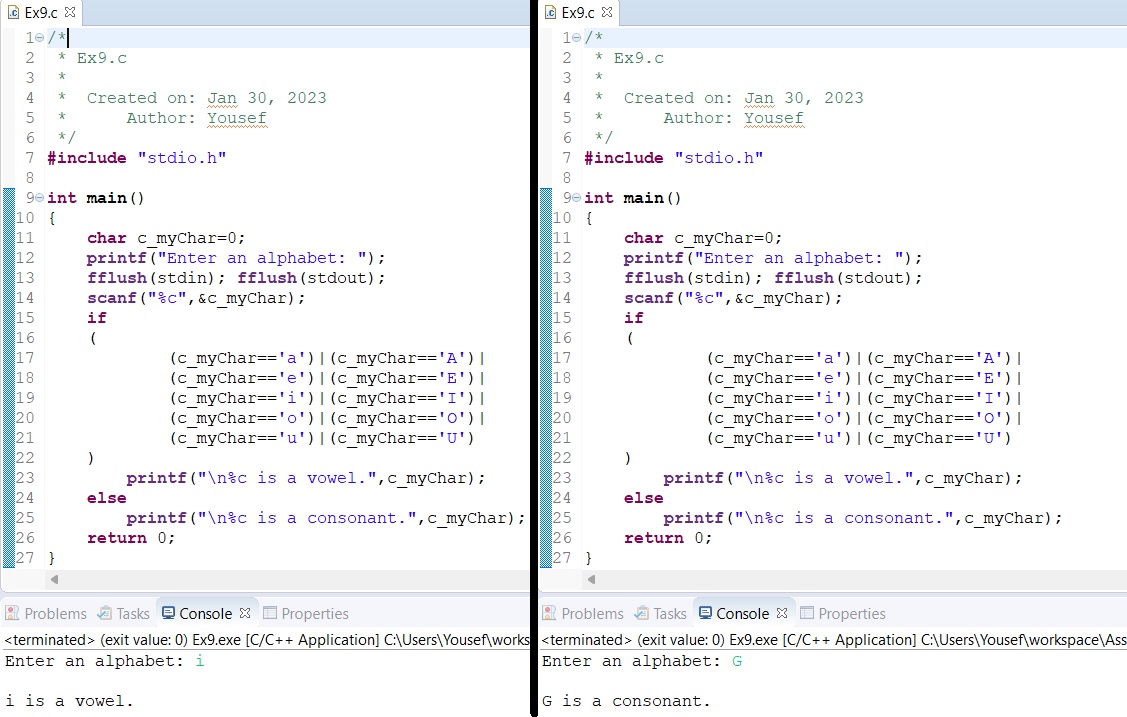 Ex9.c
1 /*
2  * Ex9.c
3  *
4  *  Created on: Jan 30, 2023
5  *      Author: Yousef
6  */
7 #include "stdio.h"
8
9 int main()
10 {
11     char c_myChar=0;
12     printf("Enter an alphabet: ");
13     fflush(stdin); fflush(stdout);
14     scanf("%c",&c_myChar);
15     if
16     (
17             (c_myChar=='a')|(c_myChar=='A')|
18             (c_myChar=='e')|(c_myChar=='E')|
19             (c_myChar=='i')|(c_myChar=='I')|
20             (c_myChar=='o')|(c_myChar=='O')|
21             (c_myChar=='u')|(c_myChar=='U')
22     )
23         printf("\n%c is a vowel.",c_myChar);
24     else
25         printf("\n%c is a consonant.",c_myChar);
26     return 0;
27 }
Problems Tasks Console Properties
<terminated> (exit value: 0) Ex9.exe [C/C++ Application] C:\Users\Yousef\works
Enter an alphabet: i
i is a vowel.
Ex9.c
1 /*
2  * Ex9.c
3  *
4  *  Created on: Jan 30, 2023
5  *      Author: Yousef
6  */
7 #include "stdio.h"
8
9 int main()
10 {
11     char c_myChar=0;
12     printf("Enter an alphabet: ");
13     fflush(stdin); fflush(stdout);
14     scanf("%c",&c_myChar);
15     if
16     (
17             (c_myChar=='a')|(c_myChar=='A')|
18             (c_myChar=='e')|(c_myChar=='E')|
19             (c_myChar=='i')|(c_myChar=='I')|
20             (c_myChar=='o')|(c_myChar=='O')|
21             (c_myChar=='u')|(c_myChar=='U')
22     )
23         printf("\n%c is a vowel.",c_myChar);
24     else
25         printf("\n%c is a consonant.",c_myChar);
26     return 0;
27 }
Problems Tasks Console Properties
<terminated> (exit value: 0) Ex9.exe [C/C++ Application] C:\Users\Yousef\workspace\Ass
Enter an alphabet: G
G is a consonant.